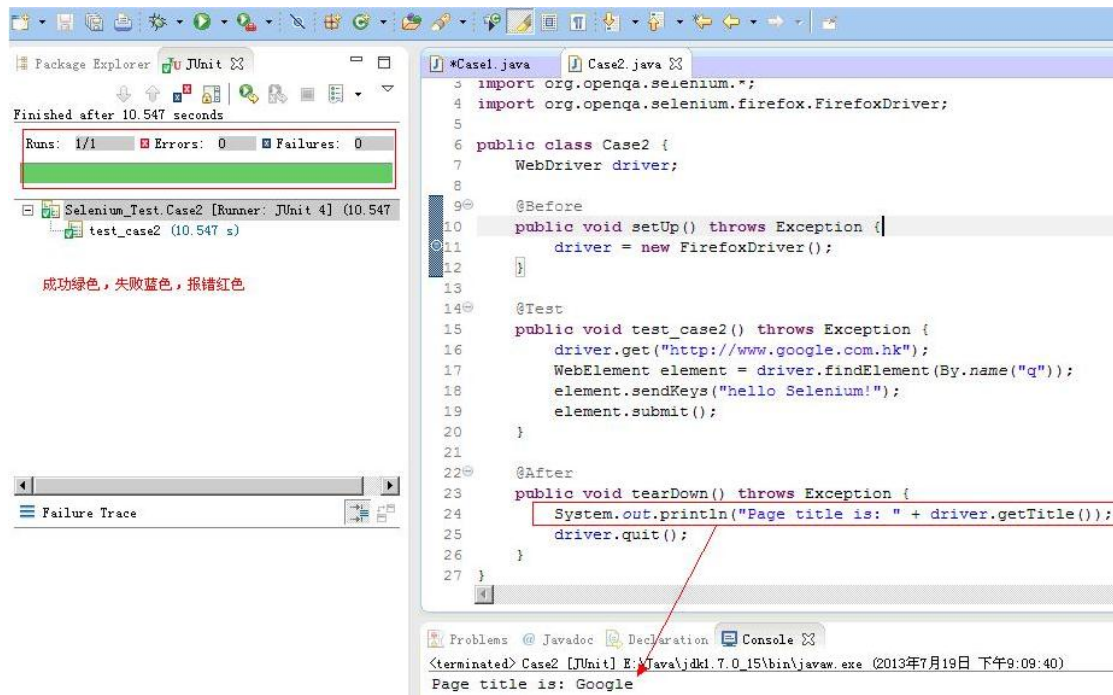 Package Explorer JUnit
Finished after 10.547 seconds
Runs: 1/1 Errors: 0 Failures: 0
Selenium_Test.Case2 [Runner: JUnit 4] (10.547
test_case2 (10.547 s)
成功绿色，失败蓝色，报错红色
Failure Trace
*Case1.java Case2.java
3 import org.openqa.selenium.*;
4 import org.openqa.selenium.firefox.FirefoxDriver;
5
6 public class Case2 {
7 WebDriver driver;
8
9 @Before
10 public void setUp() throws Exception {
11 driver = new FirefoxDriver();
12 }
13
14 @Test
15 public void test_case2() throws Exception {
16 driver.get("http://www.google.com.hk");
17 WebElement element = driver.findElement(By.name("q"));
18 element.sendKeys("hello Selenium!");
19 element.submit();
20 }
21
22 @After
23 public void tearDown() throws Exception {
24 System.out.println("Page title is: " + driver.getTitle());
25 driver.quit();
26 }
27 }
Problems @ Javadoc Declaration Console
<terminated> Case2 [JUnit] E:\Java\jdk1.7.0_15\bin\javaw.exe (2013年7月19日 下午9:09:40)
Page title is: Google